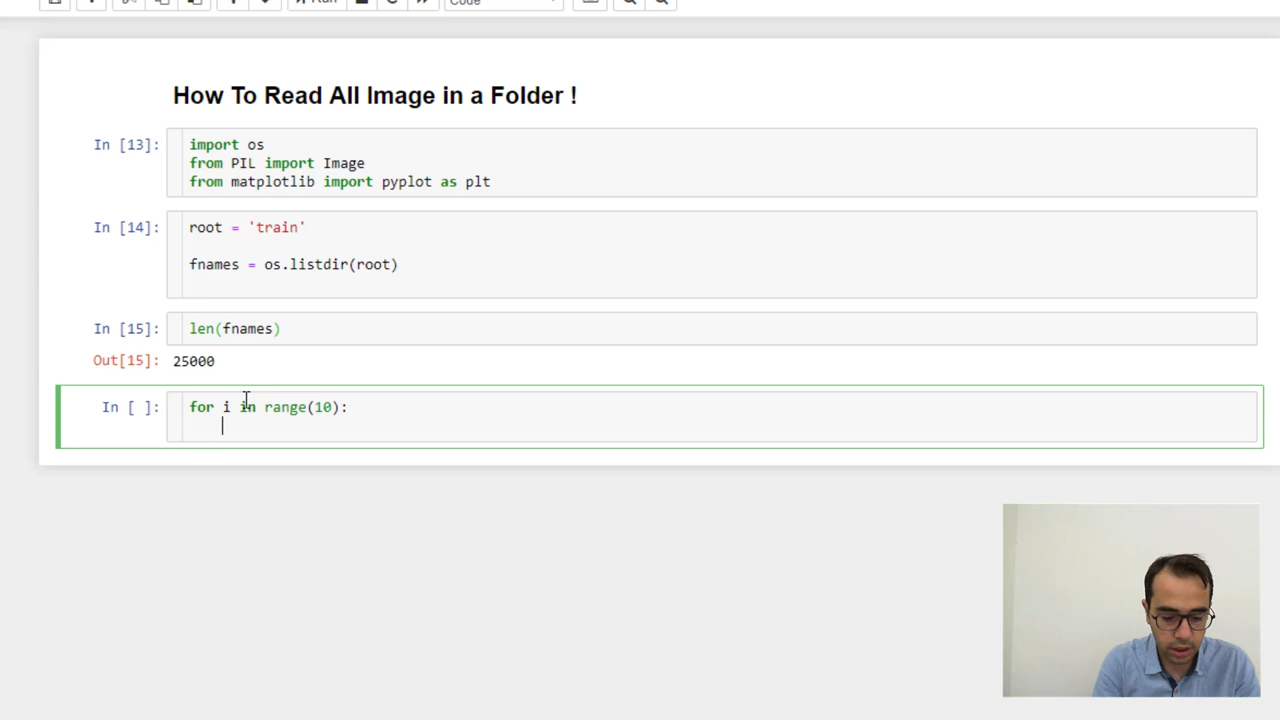 Run
Code
How To Read All Image in a Folder !
In [13]:
import os
from PIL import Image
from matplotlib import pyplot as plt
In [14]:
root = 'train'
fnames = os.listdir(root)
In [15]:
len(fnames)
Out[15]:
25000
In [ ]:
for i in range(10):